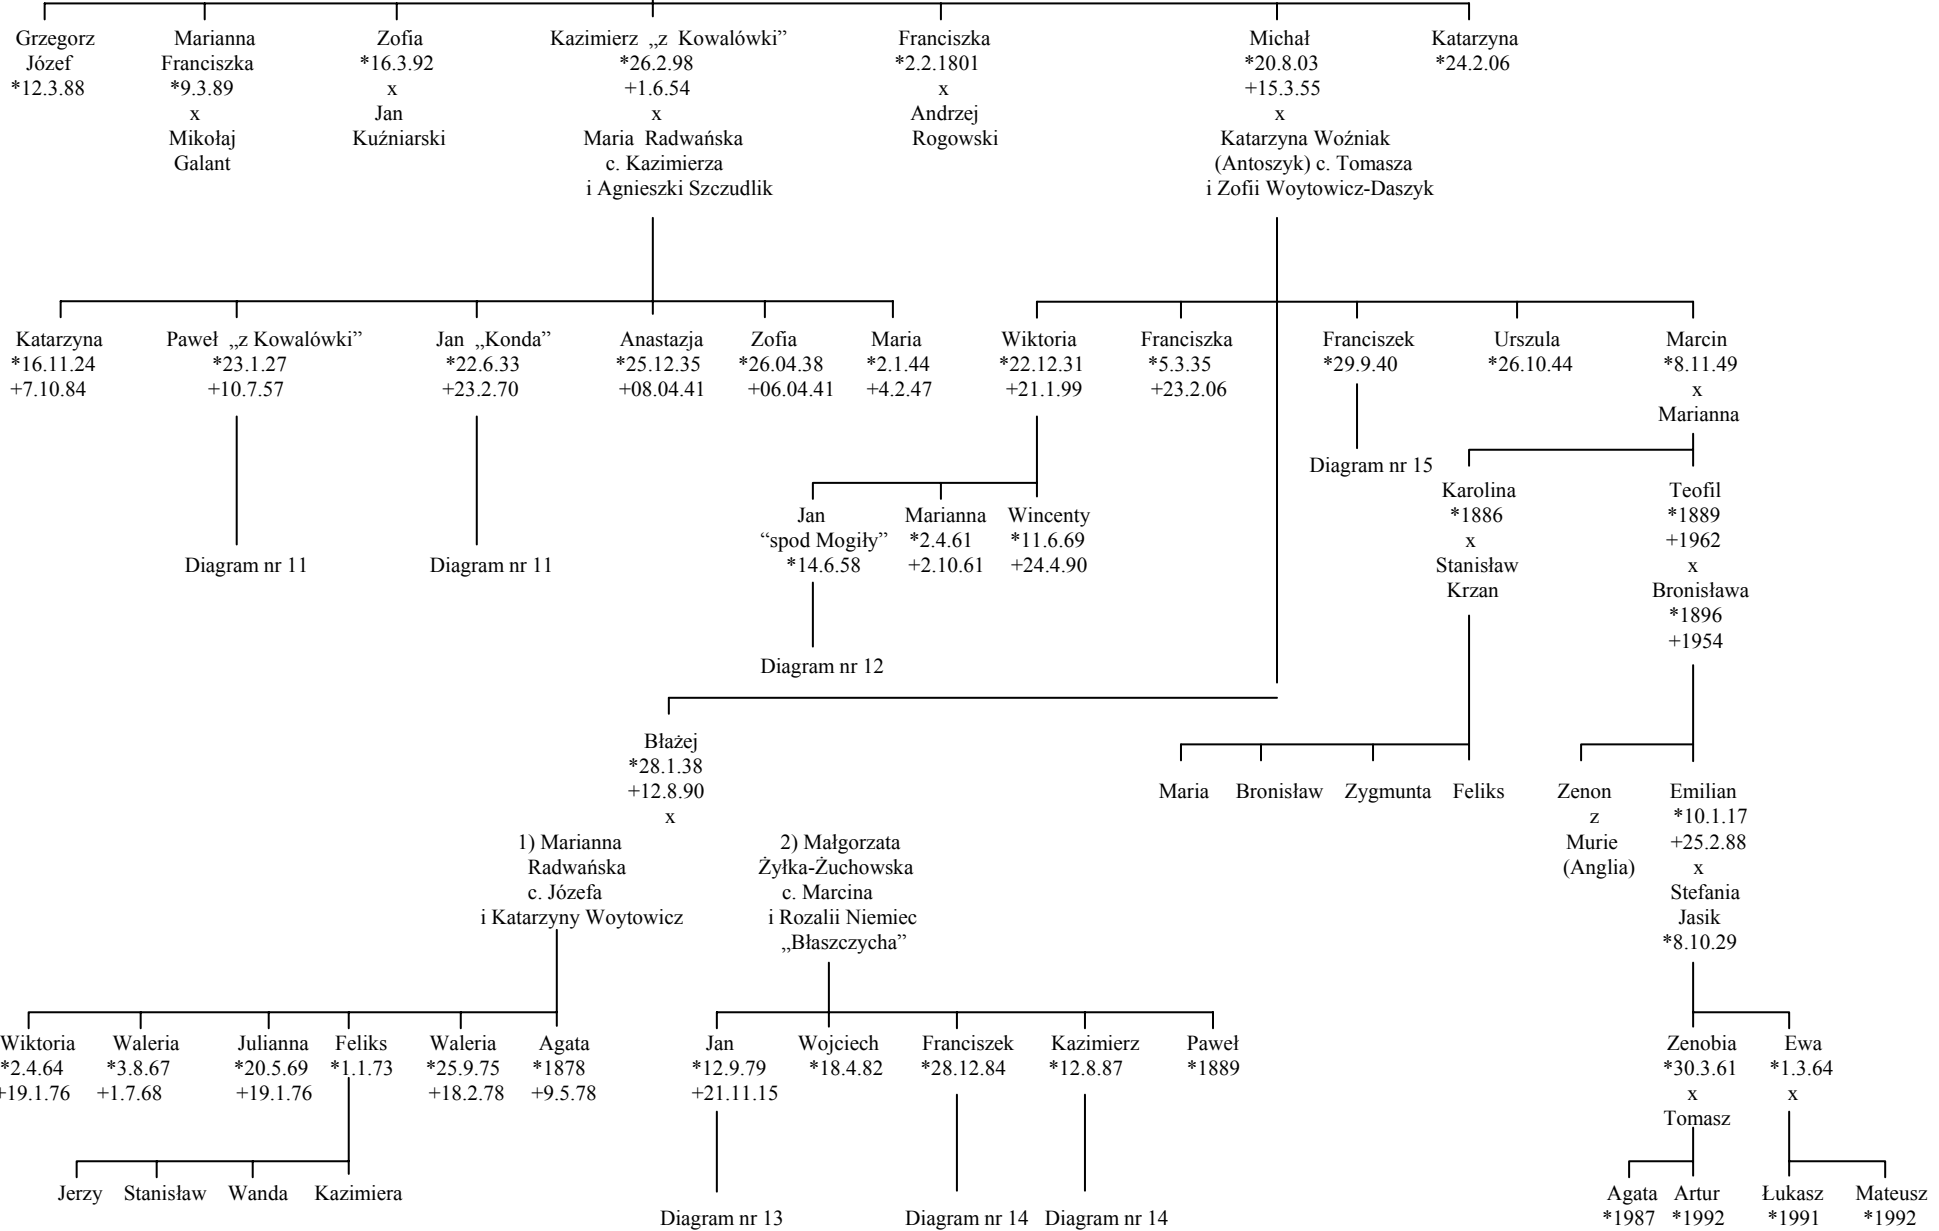 Grzegorz
Józef
*12.3.88
Marianna
Franciszka
*9.3.89
x
Mikołaj
Galant
Zofia
*16.3.92
x
Jan
Kuźniarski
Kazimierz „z Kowalówki”
*26.2.98
+1.6.54
x
Maria Radwańska
c. Kazimierza
i Agnieszki Szczudlik
Franciszka
*2.2.1801
x
Andrzej
Rogowski
Michał
*20.8.03
+15.3.55
x
Katarzyna Woźniak
(Antoszyk) c. Tomasza
i Zofii Woytowicz-Daszyk
Katarzyna
*24.2.06
Katarzyna
*16.11.24
+7.10.84
Paweł „z Kowalówki”
*23.1.27
+10.7.57
Diagram nr 11
Jan „Konda”
*22.6.33
+23.2.70
Diagram nr 11
Anastazja
*25.12.35
+08.04.41
Zofia
*26.04.38
+06.04.41
Maria
*2.1.44
+4.2.47
Wiktoria
*22.12.31
+21.1.99
Franciszka
*5.3.35
+23.2.06
Franciszek
*29.9.40
Diagram nr 15
Urszula
*26.10.44
Marcin
*8.11.49
x
Marianna
Jan
“spod Mogiły”
*14.6.58
Diagram nr 12
Marianna
*2.4.61
+2.10.61
Wincenty
*11.6.69
+24.4.90
Karolina
*1886
x
Stanisław
Krzan
Teofil
*1889
+1962
x
Bronisława
*1896
+1954
Błażej
*28.1.38
+12.8.90
x
1) Marianna
Radwańska
c. Józefa
i Katarzyny Woytowicz
2) Małgorzata
Żyłka-Żuchowska
c. Marcina
i Rozalii Niemiec
„Błaszczycha”
Maria
Bronisław
Zygmunta
Feliks
Zenon
z
Murie
(Anglia)
Emilian
*10.1.17
+25.2.88
x
Stefania
Jasik
*8.10.29
Wiktoria
*2.4.64
+19.1.76
Waleria
*3.8.67
+1.7.68
Julianna
*20.5.69
+19.1.76
Feliks
*1.1.73
Waleria
*25.9.75
+18.2.78
Agata
*1878
+9.5.78
Jan
*12.9.79
+21.11.15
Diagram nr 13
Wojciech
*18.4.82
Franciszek
*28.12.84
Diagram nr 14
Kazimierz
*12.8.87
Diagram nr 14
Paweł
*1889
Zenobia
*30.3.61
x
Tomasz
Ewa
*1.3.64
x
Jerzy
Stanisław
Wanda
Kazimiera
Agata
*1987
Artur
*1992
Łukasz
*1991
Mateusz
*1992